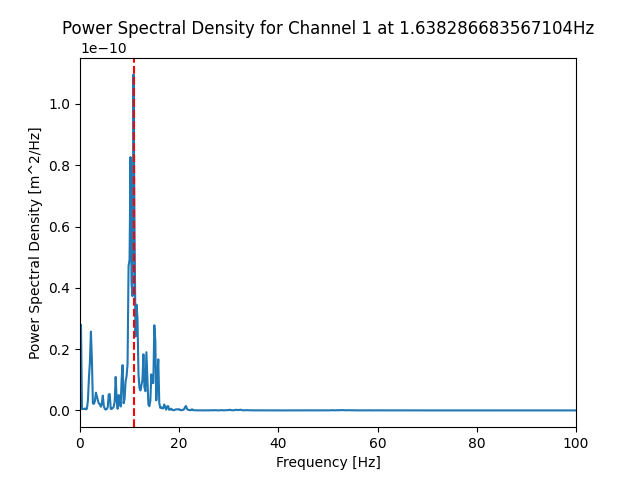 Power Spectral Density for Channel 1 at 1.638286683567104Hz
1e−10
1.0
0.8
0.6
0.4
0.2
0.0
Power Spectral Density [m^2/Hz]
0 20 40 60 80 100
Frequency [Hz]